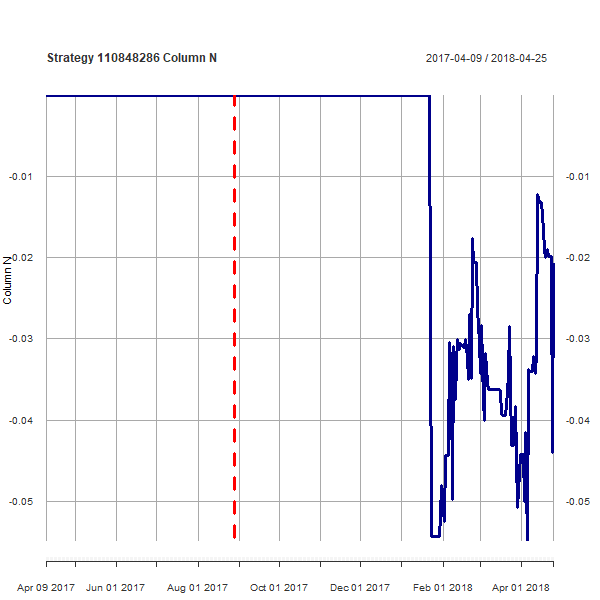 Strategy 110848286 Column N
2017-04-09 / 2018-04-25
-0.01
-0.01
-0.02
-0.02
Column N
-0.03
-0.03
-0.04
-0.04
-0.05
-0.05
Apr 09 2017
Jun 01 2017
Aug 01 2017
Oct 01 2017
Dec 01 2017
Feb 01 2018
Apr 01 2018